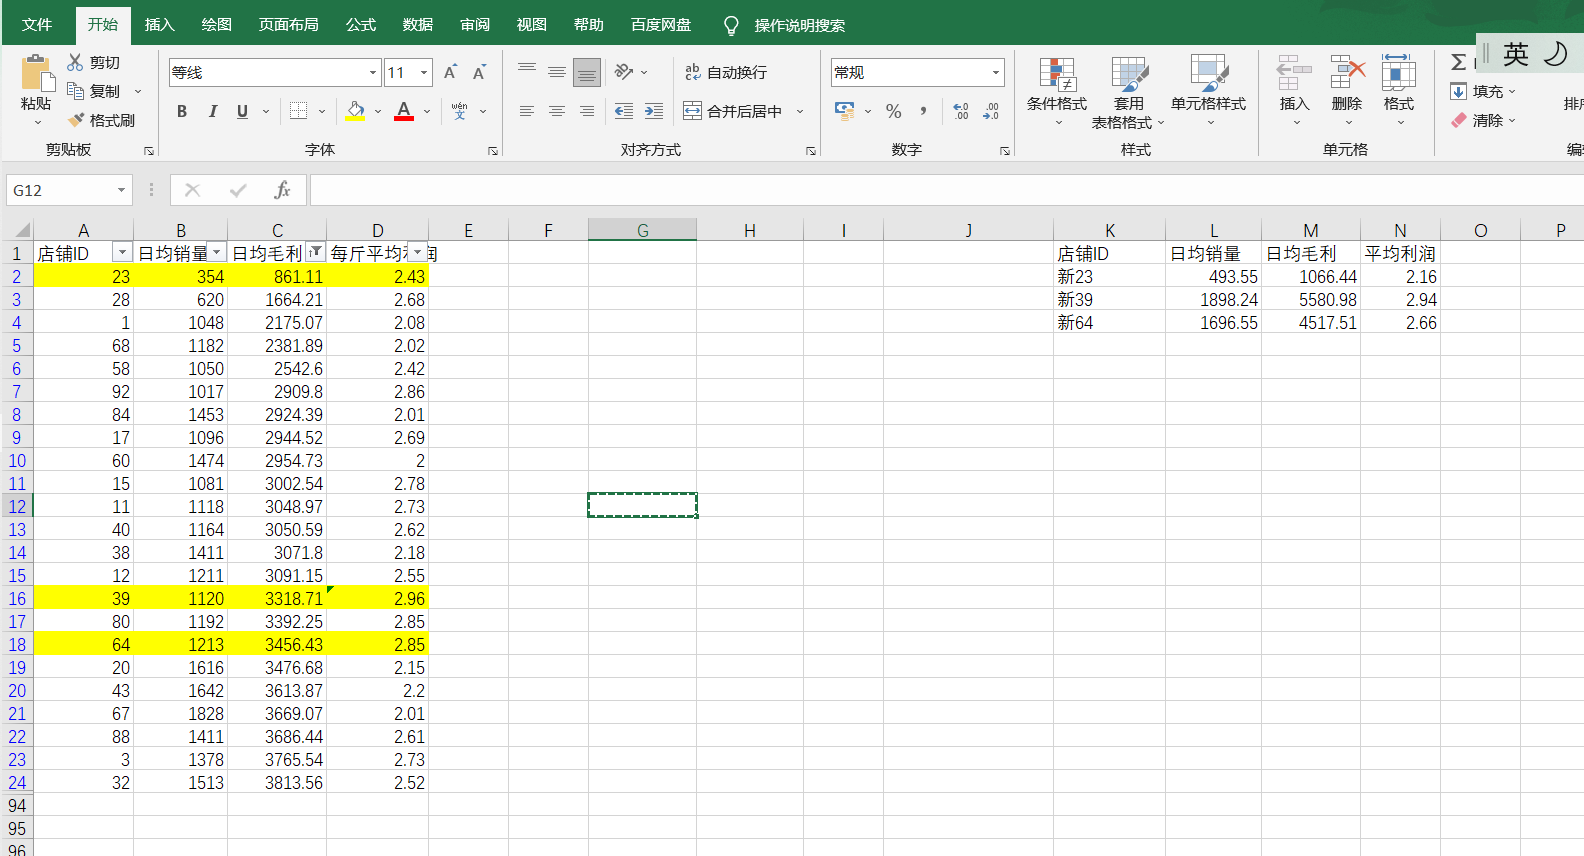 文件 开始 插入 绘图 页面布局 公式 数据 审阅 视图 帮助 百度网盘 操作说明搜索
英
粘贴 剪切 复制 格式刷 剪贴板
等线 11 A A B I U A wén 文 字体
ab 自动换行 合并后居中 对齐方式
常规 % , .00 .00 数字
条件格式 套用 表格格式 单元格样式 样式
插入 删除 格式 单元格
Σ 填充 清除
G12 fx
A B C D E F G H I J K L M N O P
1 店铺ID 日均销量 日均毛利 每斤平均利润 店铺ID 日均销量 日均毛利 平均利润
2 23 354 861.11 2.43 新23 493.55 1066.44 2.16
3 28 620 1664.21 2.68 新39 1898.24 5580.98 2.94
4 1 1048 2175.07 2.08 新64 1696.55 4517.51 2.66
5 68 1182 2381.89 2.02
6 58 1050 2542.6 2.42
7 92 1017 2909.8 2.86
8 84 1453 2924.39 2.01
9 17 1096 2944.52 2.69
10 60 1474 2954.73 2
11 15 1081 3002.54 2.78
12 11 1118 3048.97 2.73
13 40 1164 3050.59 2.62
14 38 1411 3071.8 2.18
15 12 1211 3091.15 2.55
16 39 1120 3318.71 2.96
17 80 1192 3392.25 2.85
18 64 1213 3456.43 2.85
19 20 1616 3476.68 2.15
20 43 1642 3613.87 2.2
21 67 1828 3669.07 2.01
22 88 1411 3686.44 2.61
23 3 1378 3765.54 2.73
24 32 1513 3813.56 2.52
94
95
96